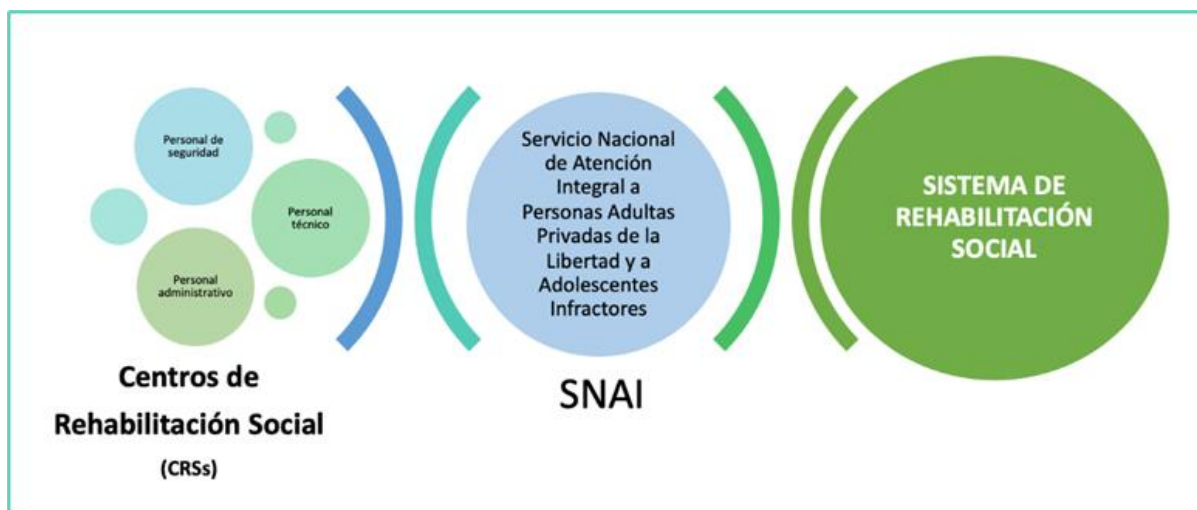 Personal de
seguridad
Personal
técnico
Personal
administrativo
Centros de
Rehabilitación Social
(CRSs)
Servicio Nacional
de Atención
Integral a
Personas Adultas
Privadas de la
Libertad y a
Adolescentes
Infractores
SNAI
SISTEMA DE
REHABILITACIÓN
SOCIAL